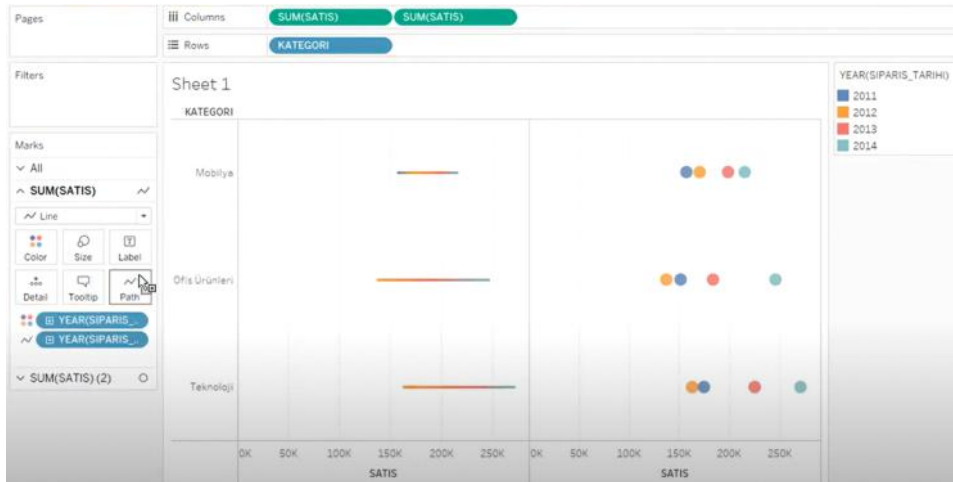 Pages
Columns
SUM(SATIS)
SUM(SATIS)
Rows
KATEGORI
Filters
Sheet 1
KATEGORI
YEAR(SIPARIS_TARIHI)
2011
2012
2013
2014
Marks
All
SUM(SATIS)
Line
Color
Size
Label
Detail
Tooltip
Path
YEAR(SIPARIS_..
YEAR(SIPARIS_..
SUM(SATIS) (2)
Mobilya
Ofis Ürünleri
Teknoloji
0K 50K 100K 150K 200K 250K 0K 50K 100K 150K 200K 250K
SATIS SATIS